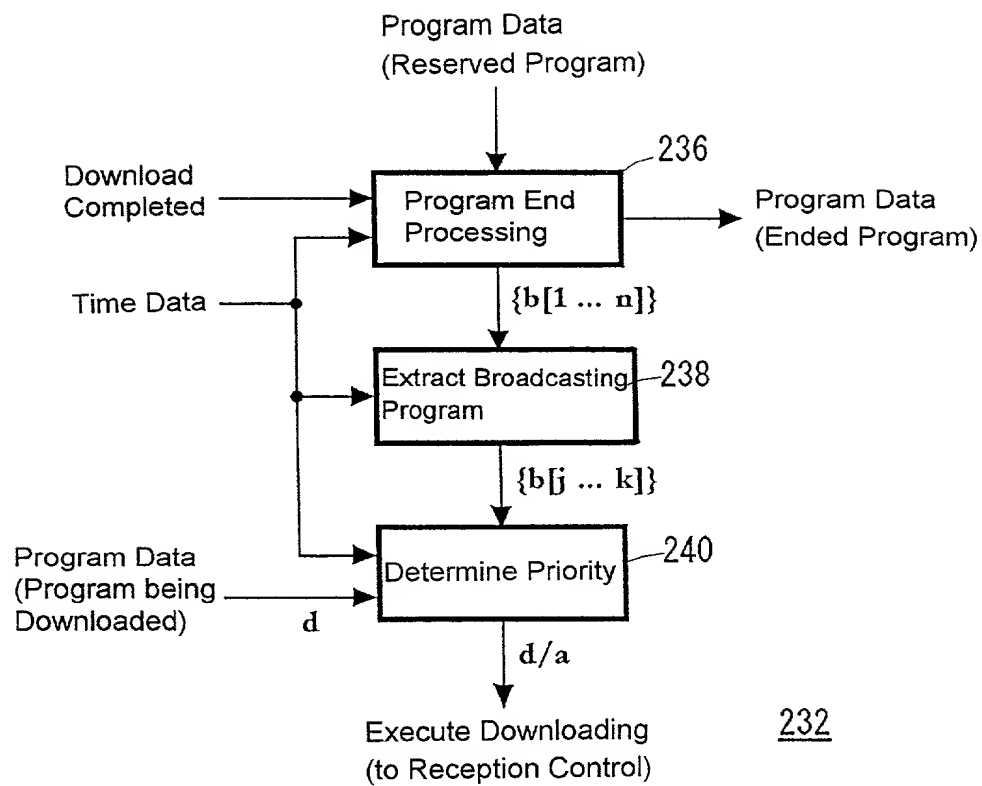 Program Data
(Reserved Program)
236
Download
Completed
Program End
Processing
Program Data
(Ended Program)
Time Data
{b[1 ... n]}
Extract Broadcasting
Program
238
{b[j ... k]}
Program Data
(Program being
Downloaded)
d
Determine Priority
240
d/a
Execute Downloading
(to Reception Control)
232